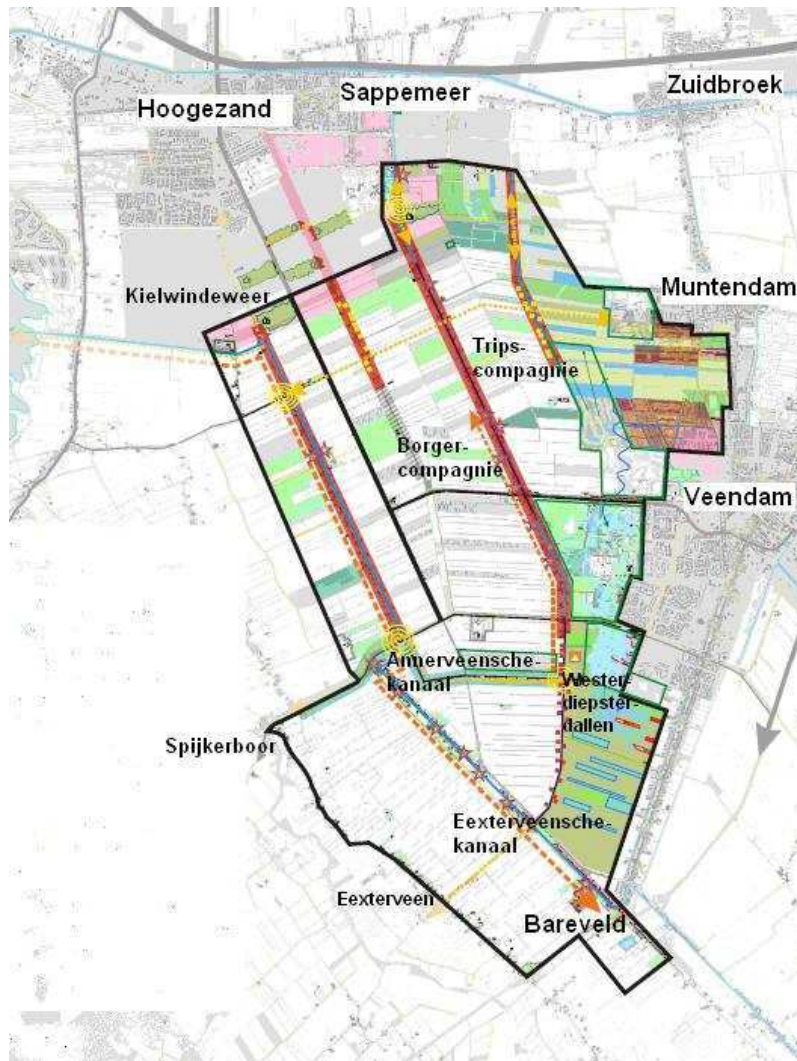 Sappemeer
Zuidbroek
Hoogezand
Kielwindeweer
Muntendam
Trips-
compagnie
Borger-
compagnie
Veendam
Annerveensche-
kanaal
Wester-
diepster-
dallen
Spijkerboor
Eexterveensche-
kanaal
Eexterveen
Bareveld